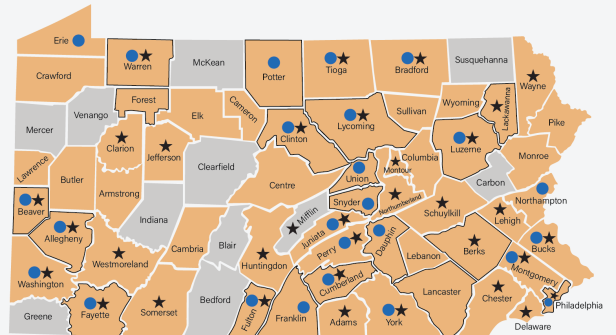 Erie
Warren
McKean
Potter
Tioga
Bradford
Susquehanna
Wayne
Crawford
Forest
Elk
Cameron
Clinton
Lycoming
Sullivan
Wyoming
Lackawanna
Pike
Mercer
Venango
Clarion
Jefferson
Clearfield
Centre
Union
Montour
Columbia
Luzerne
Monroe
Carbon
Lawrence
Butler
Armstrong
Indiana
Snyder
Northumberland
Schuylkill
Northampton
Lehigh
Beaver
Allegheny
Westmoreland
Cambria
Blair
Huntingdon
Mifflin
Juniata
Perry
Dauphin
Lebanon
Berks
Bucks
Montgomery
Washington
Greene
Fayette
Somerset
Bedford
Fulton
Franklin
Cumberland
Adams
York
Lancaster
Chester
Delaware
Philadelphia